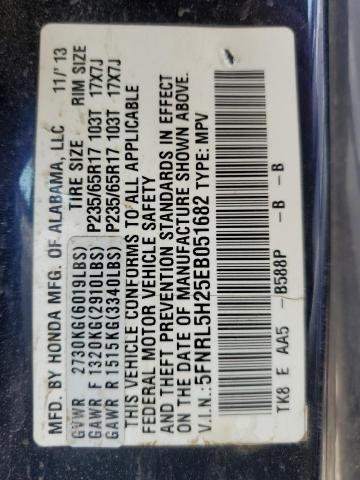 MFD. BY HONDA MFG. OF ALABAMA, LLC 11/'13
TIRE SIZE RIM SIZE
GVWR 2730KG(6019LBS)
GAWR F 1320KG(2910LBS) P235/65R17 103T 17X7J
GAWR R 1515KG(3340LBS) P235/65R17 103T 17X7J
THIS VEHICLE CONFORMS TO ALL APPLICABLE
FEDERAL MOTOR VEHICLE SAFETY
AND THEFT PREVENTION STANDARDS IN EFFECT
ON THE DATE OF MANUFACTURE SHOWN ABOVE.
V.I.N.: 5FNRL5H25EB051682 TYPE: MPV
TK8 E AA5 -B588P -B -B